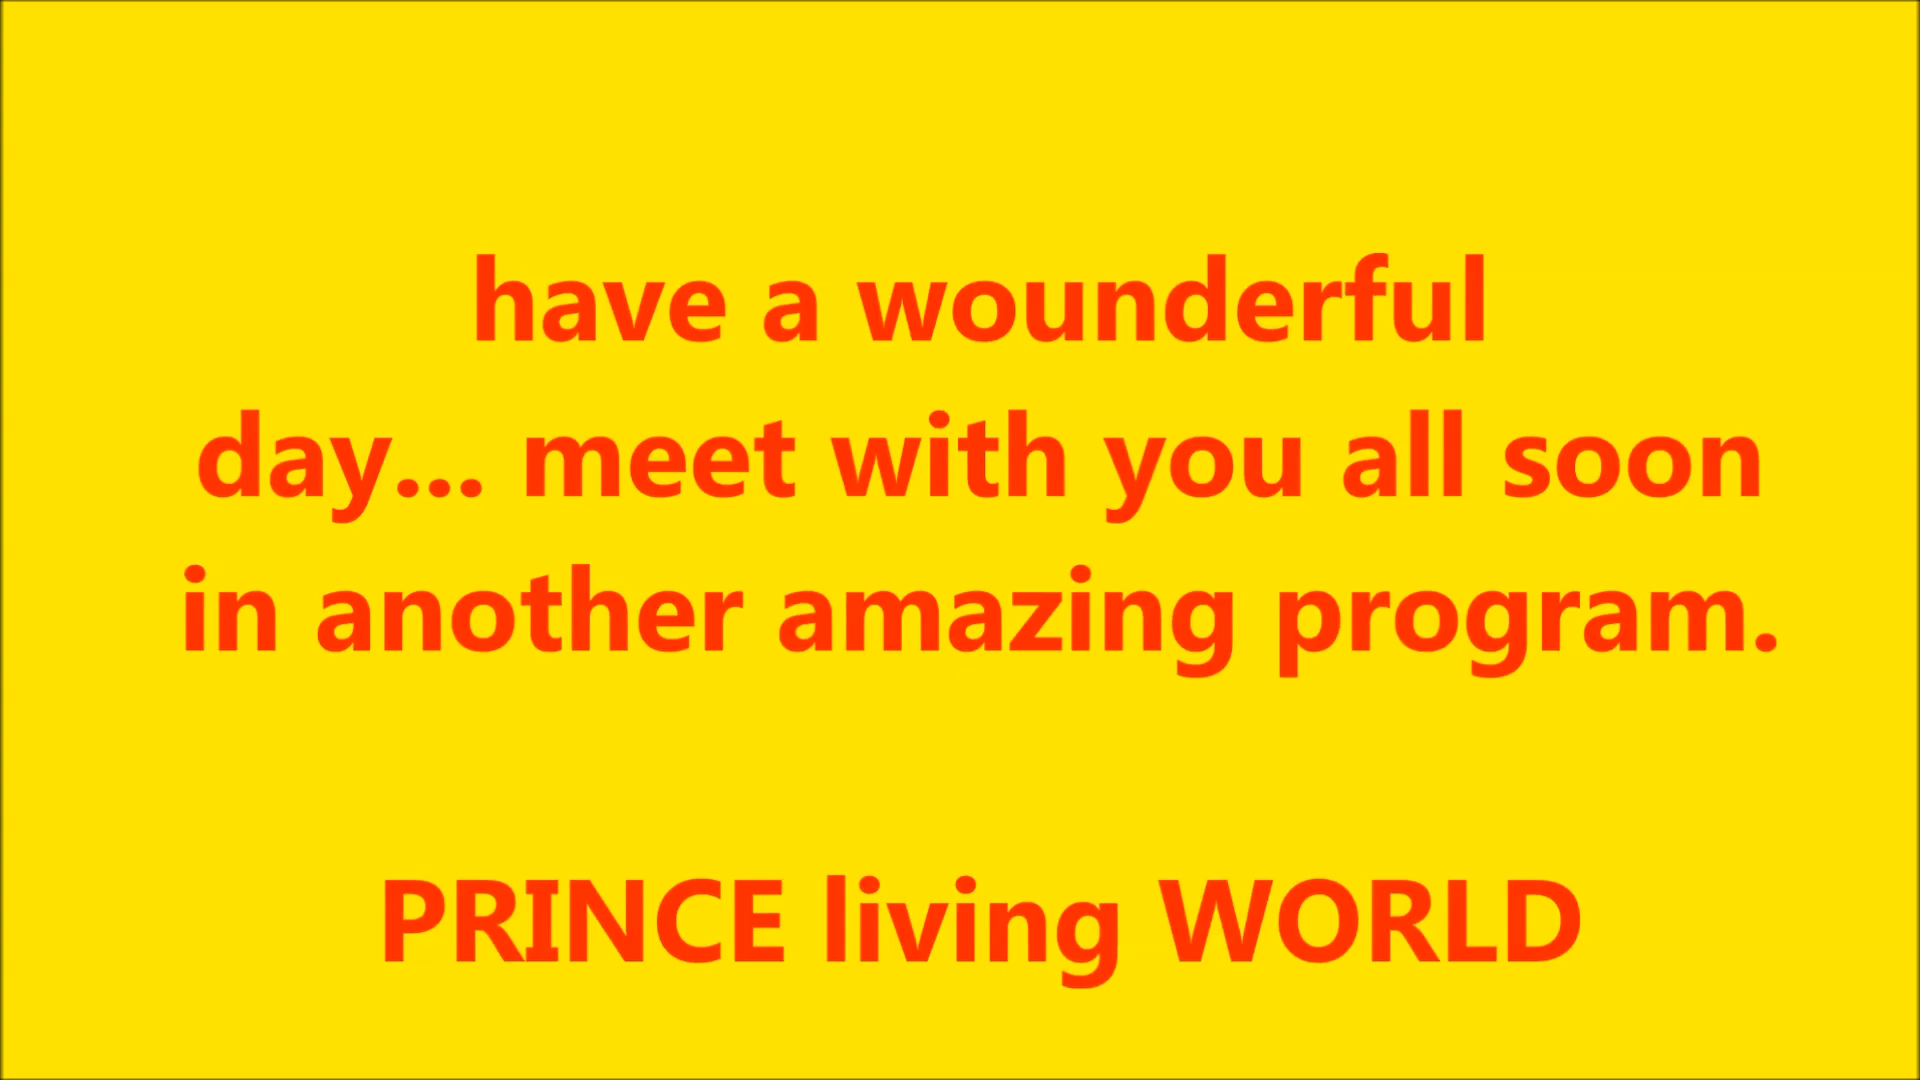 have a wounderful
day... meet with you all soon
in another amazing program.
PRINCE living WORLD